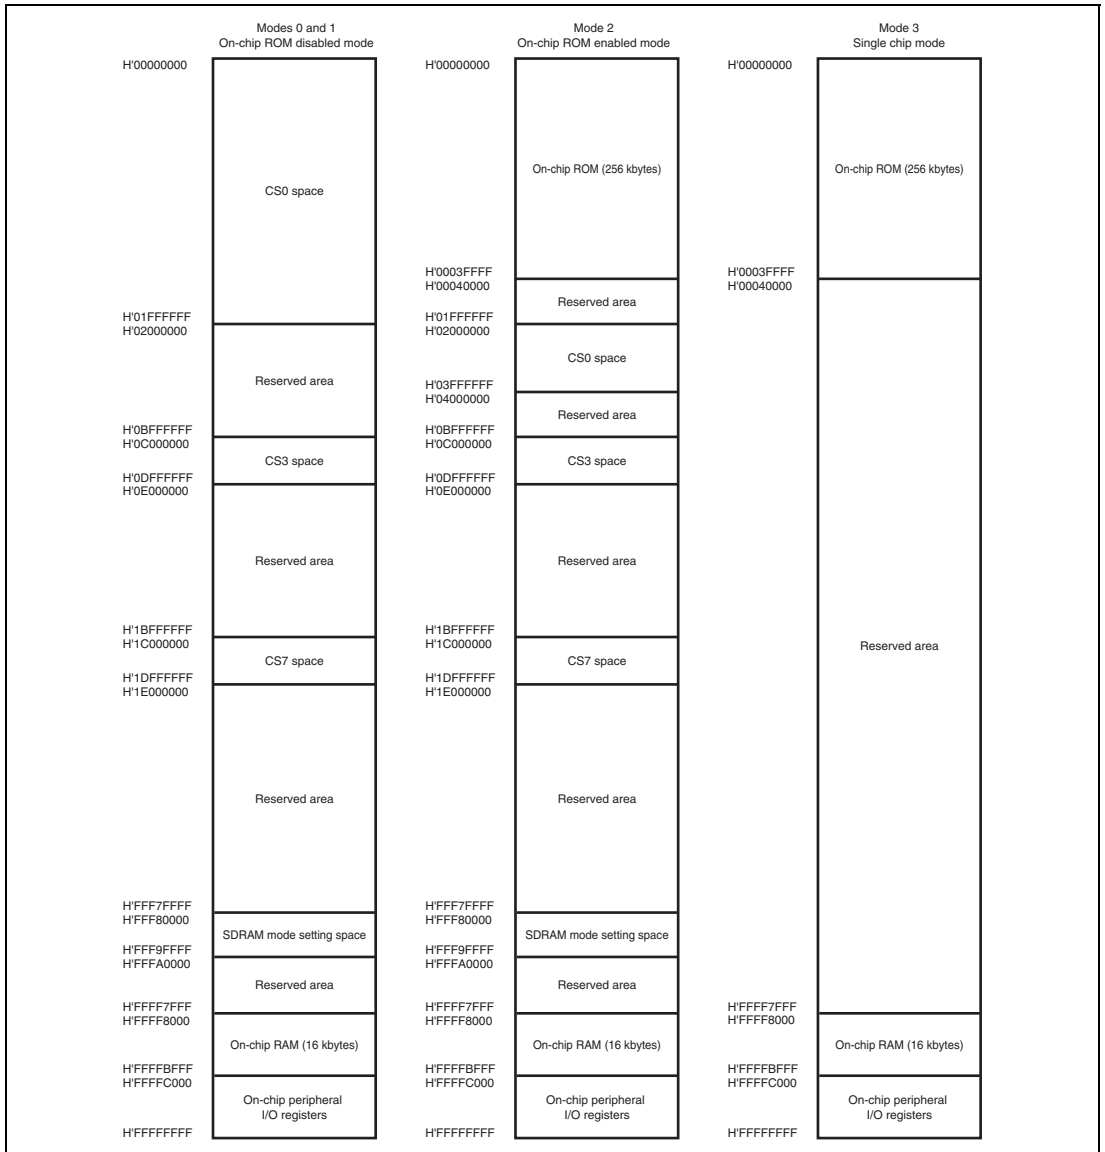 Modes 0 and 1
On-chip ROM disabled mode
H'00000000
CS0 space
H'01FFFFFF
H'02000000
Reserved area
H'0BFFFFFF
H'0C000000
CS3 space
H'0DFFFFFF
H'0E000000
Reserved area
H'1BFFFFFF
H'1C000000
CS7 space
H'1DFFFFFF
H'1E000000
Reserved area
H'FFF7FFFF
H'FFF80000
SDRAM mode setting space
H'FFF9FFFF
H'FFFA0000
Reserved area
H'FFFF7FFF
H'FFFF8000
On-chip RAM (16 kbytes)
H'FFFFBFFF
H'FFFFC000
On-chip peripheral
I/O registers
H'FFFFFFFF
Mode 2
On-chip ROM enabled mode
H'00000000
On-chip ROM (256 kbytes)
H'0003FFFF
H'00040000
Reserved area
H'01FFFFFF
H'02000000
CS0 space
H'03FFFFFF
H'04000000
Reserved area
H'0BFFFFFF
H'0C000000
CS3 space
H'0DFFFFFF
H'0E000000
Reserved area
H'1BFFFFFF
H'1C000000
CS7 space
H'1DFFFFFF
H'1E000000
Reserved area
H'FFF7FFFF
H'FFF80000
SDRAM mode setting space
H'FFF9FFFF
H'FFFA0000
Reserved area
H'FFFF7FFF
H'FFFF8000
On-chip RAM (16 kbytes)
H'FFFFBFFF
H'FFFFC000
On-chip peripheral
I/O registers
H'FFFFFFFF
Mode 3
Single chip mode
H'00000000
On-chip ROM (256 kbytes)
H'0003FFFF
H'00040000
Reserved area
H'FFFF7FFF
H'FFFF8000
On-chip RAM (16 kbytes)
H'FFFFBFFF
H'FFFFC000
On-chip peripheral
I/O registers
H'FFFFFFFF